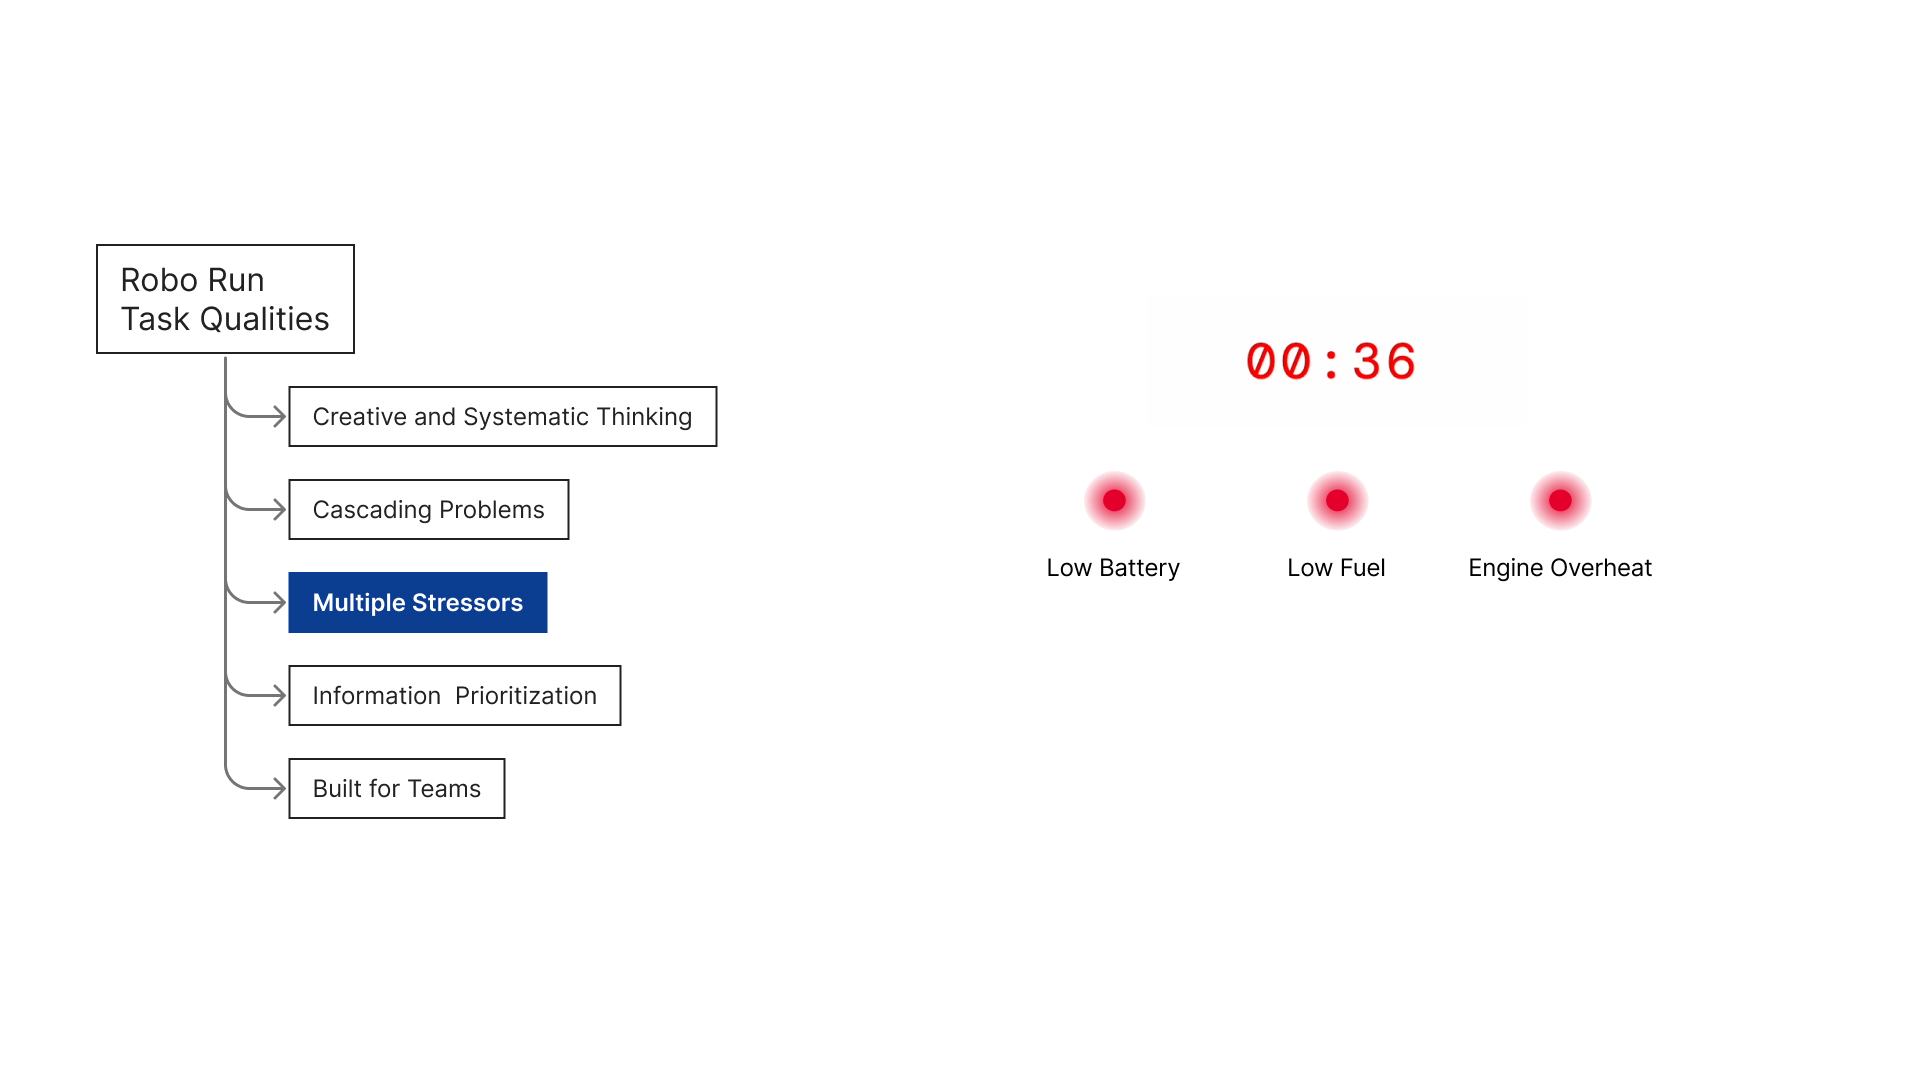 Robo Run
Task Qualities
Creative and Systematic Thinking
Cascading Problems
Multiple Stressors
Information  Prioritization
Built for Teams
00:36
Low Battery
Low Fuel
Engine Overheat